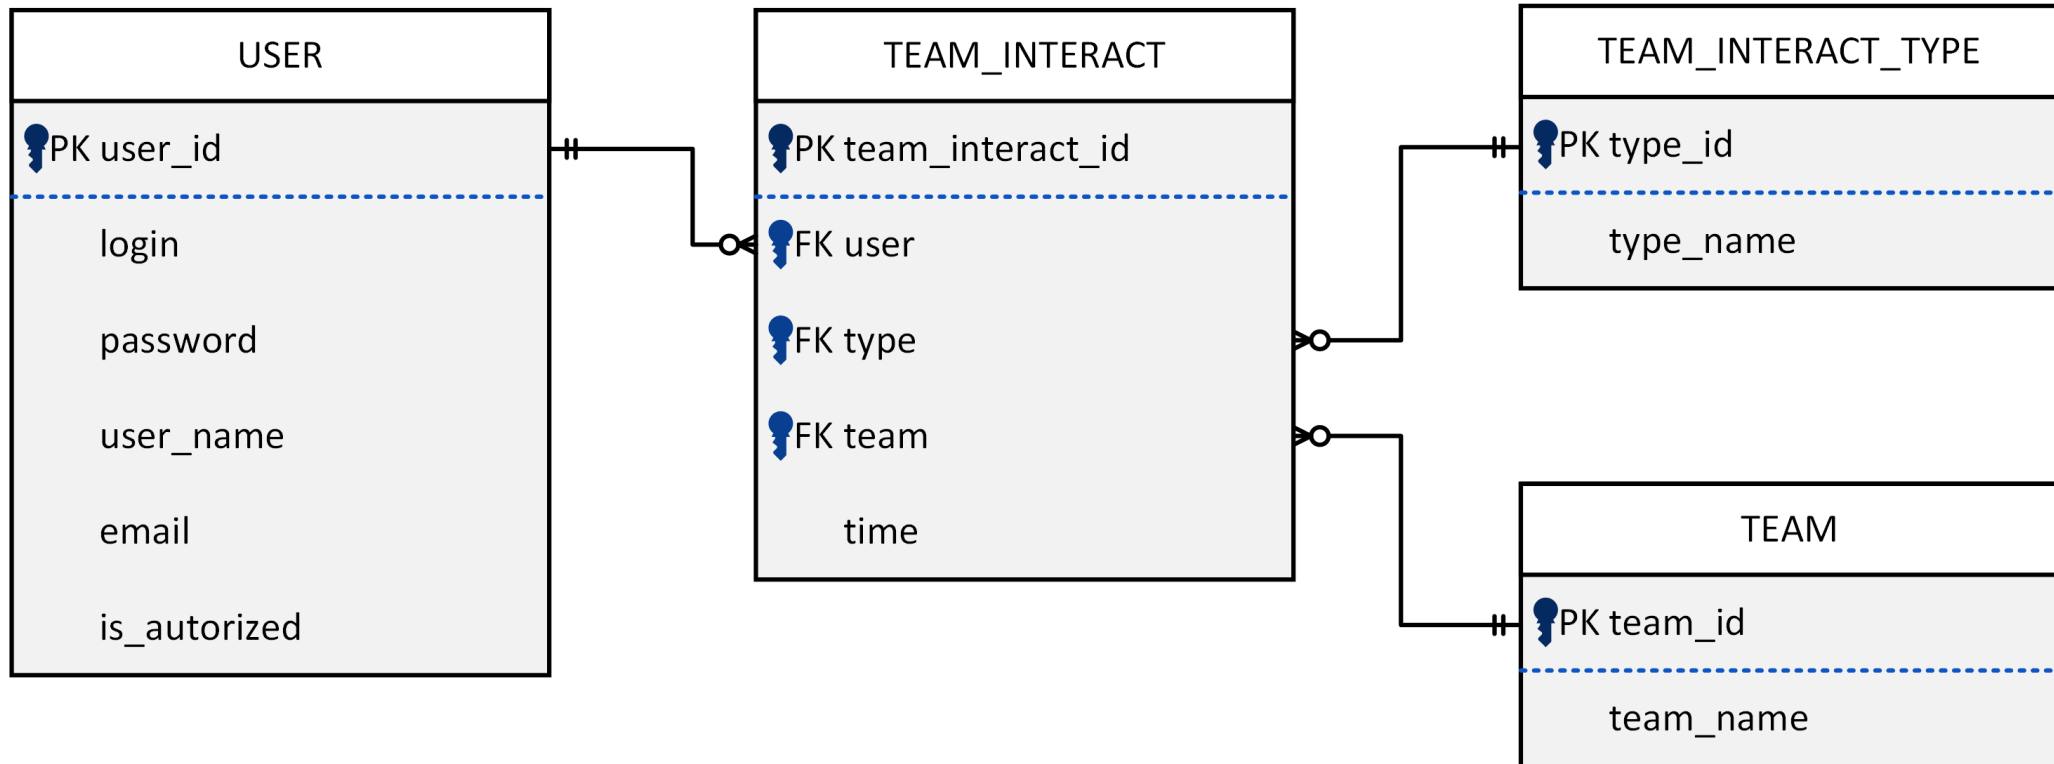 USER
PK user_id
login
password
user_name
email
is_autorized
TEAM_INTERACT
PK team_interact_id
FK user
FK type
FK team
time
TEAM_INTERACT_TYPE
PK type_id
type_name
TEAM
PK team_id
team_name